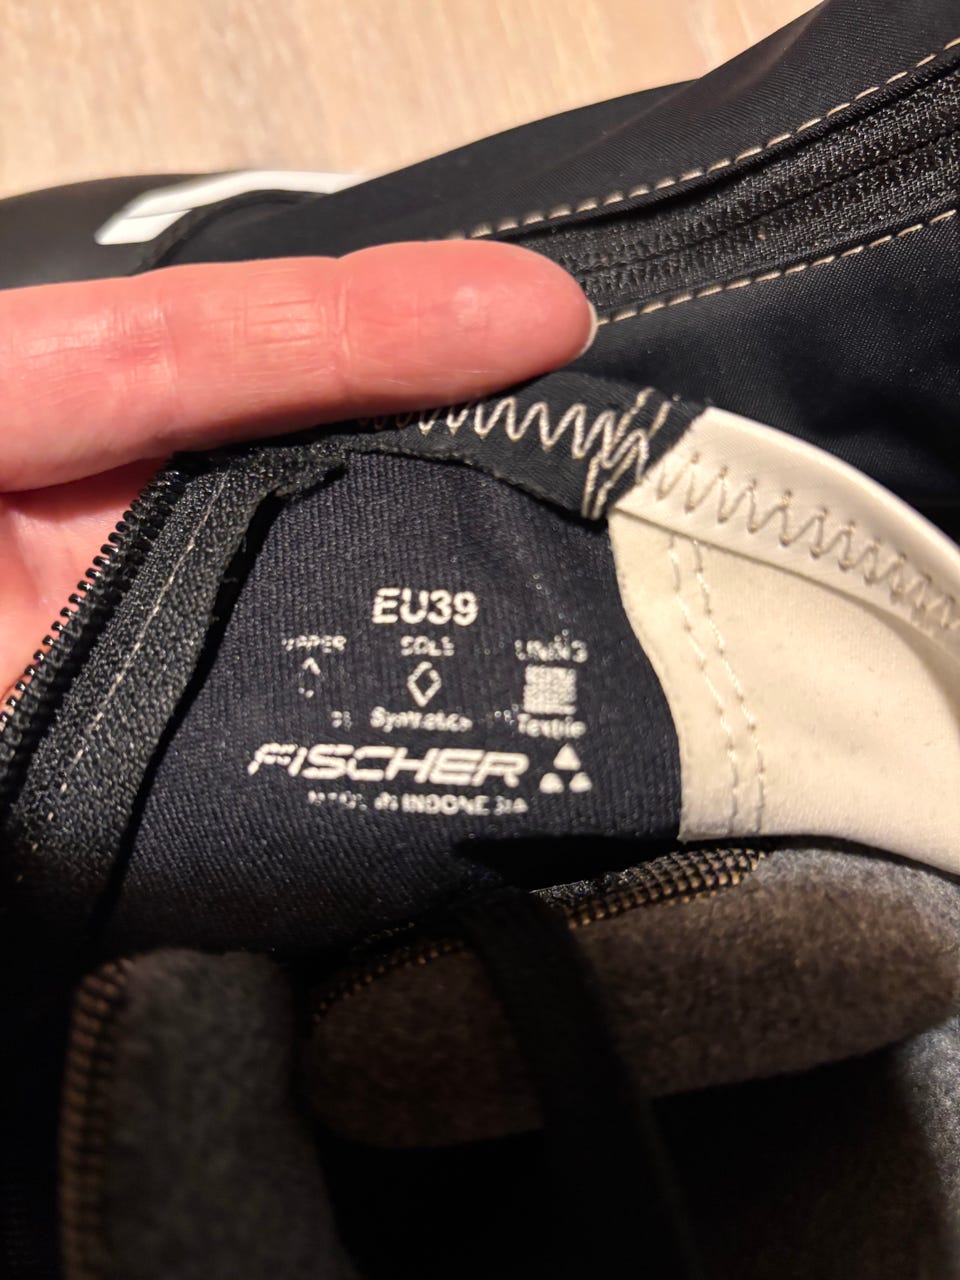 EU39
UPPER SOLE LINING
Synthetic Textile
FISCHER
MADE IN INDONESIA